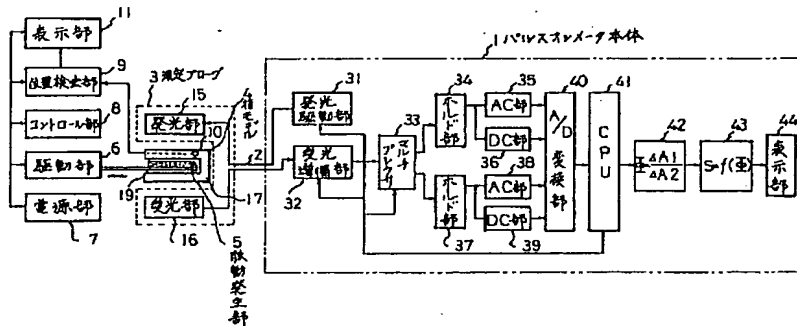 11
表示部
9
位置検出部
8
コントロール部
6
駆動部
電源部
7
3 測定プローブ
15
発光部
10
4 指モデル
2
19
17
受光部
16
5
脈動発生部
1 パルスオキシメータ本体
31
発光
駆動部
受光
増幅部
32
33
マルチ
プレクサ
34
ホールド部
35
AC部
DC部
36
37
ホールド部
38
AC部
DC部
39
40
A/D
変換部
41
CPU
42
Φ ΔA1
ΔA2
43
S=f(Φ)
表示部
44